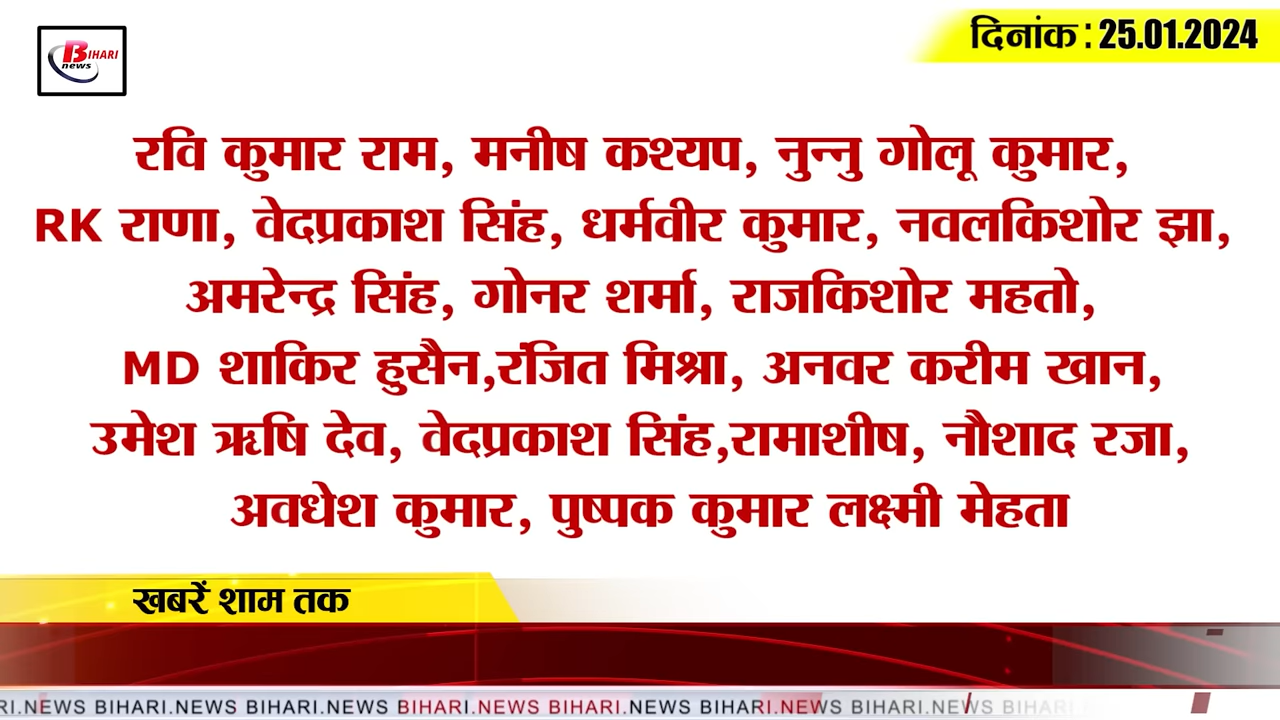 BIHARI
news
दिनांक : 25.01.2024
रवि कुमार राम, मनीष कश्यप, नुन्नु गोलू कुमार,
RK राणा, वेदप्रकाश सिंह, धर्मवीर कुमार, नवलकिशोर झा,
अमरेन्द्र सिंह, गोनर शर्मा, राजकिशोर महतो,
MD शाकिर हुसैन,रंजित मिश्रा, अनवर करीम खान,
उमेश ऋषि देव, वेदप्रकाश सिंह,रामाशीष, नौशाद रजा,
अवधेश कुमार, पुष्पक कुमार लक्ष्मी मेहता
खबरें शाम तक
RI.NEWS BIHARI.NEWS BIHARI.NEWS BIHARI.NEWS BIHARI.NEWS BIHARI.NEWS BIHARI.NEWS BIHARI